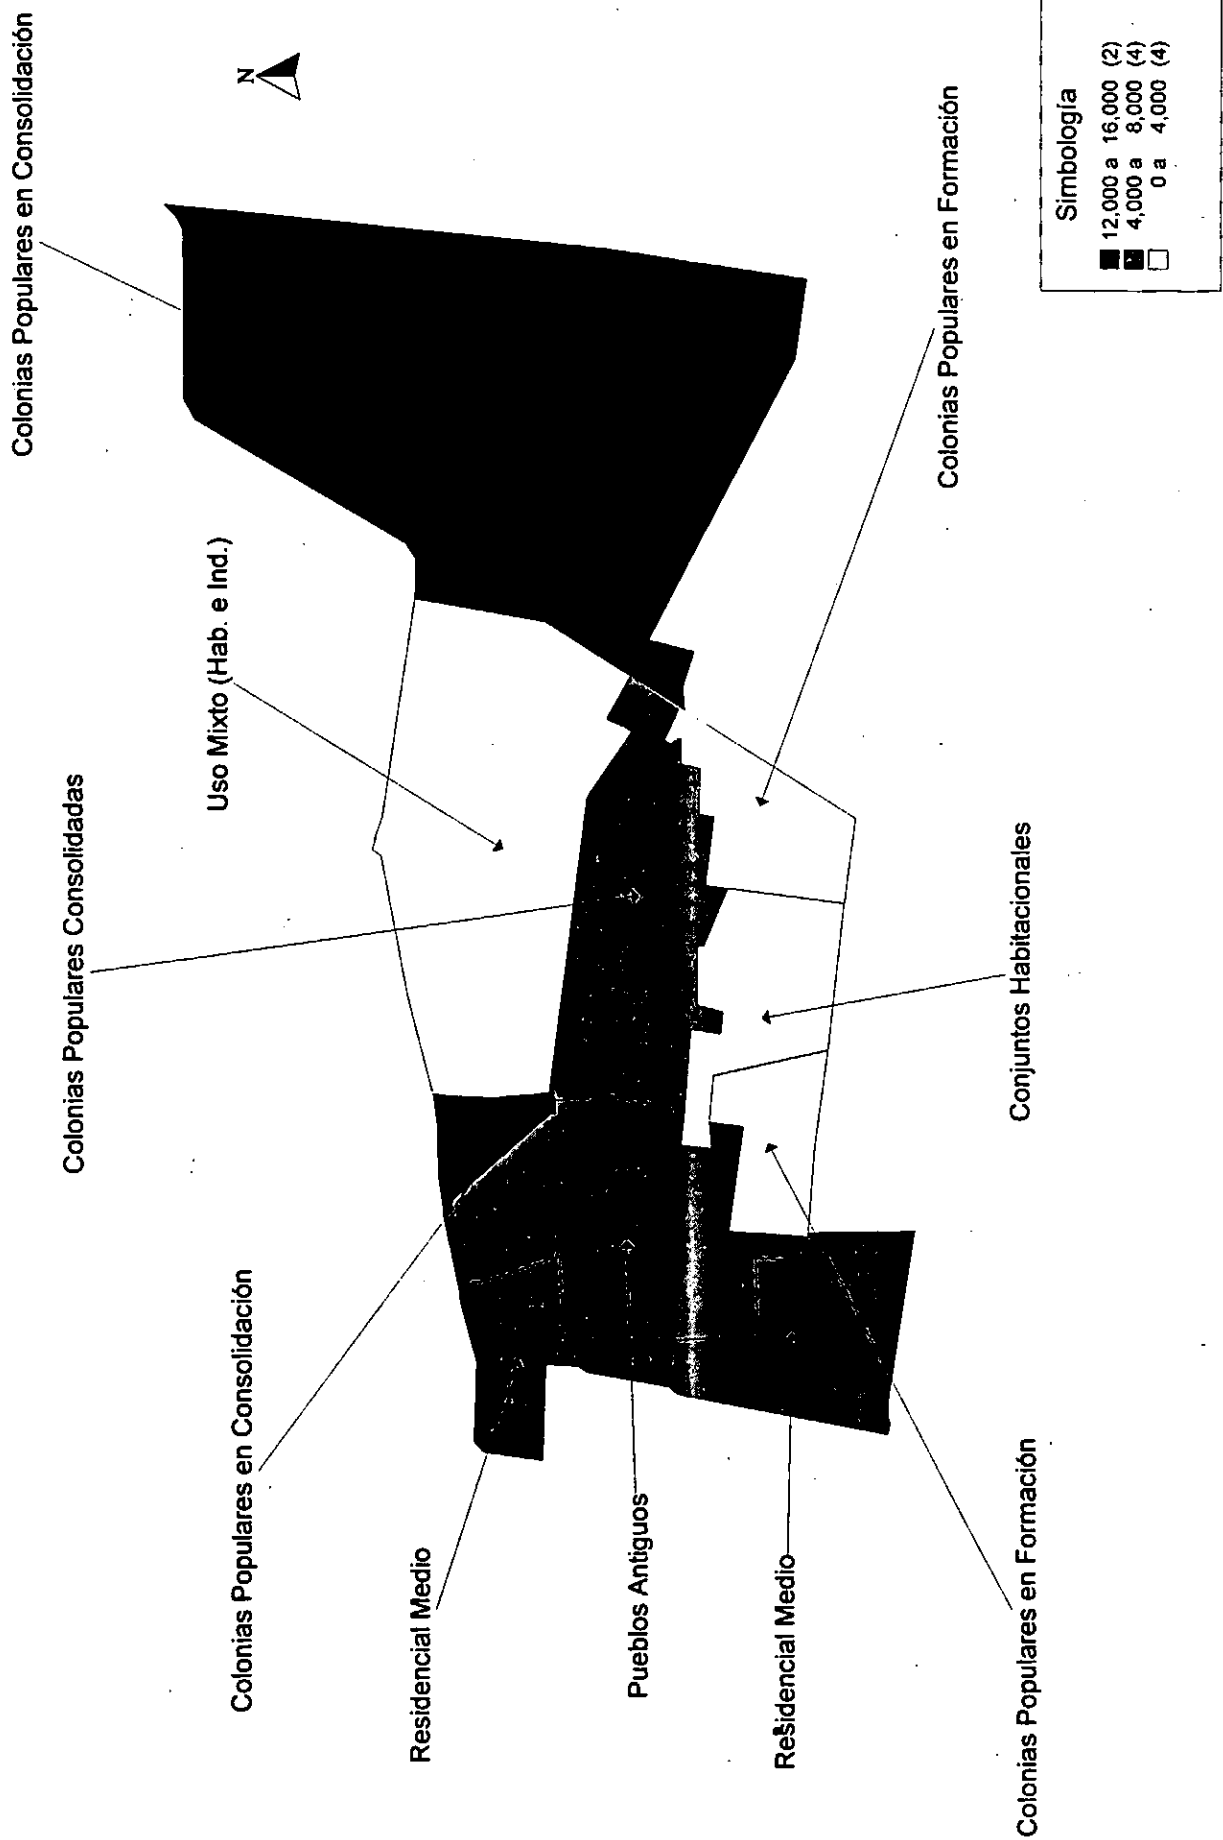 Colonias Populares en Consolidación
N
Uso Mixto (Hab. e Ind.)
Colonias Populares Consolidadas
Colonias Populares en Consolidación
Residencial Medio
Pueblos Antiguos
Residencial Medio
Colonias Populares en Formación
Conjuntos Habitacionales
Colonias Populares en Formación
Simbología
12,000 a 16,000 (2)
4,000 a 8,000 (4)
0 a 4,000 (4)